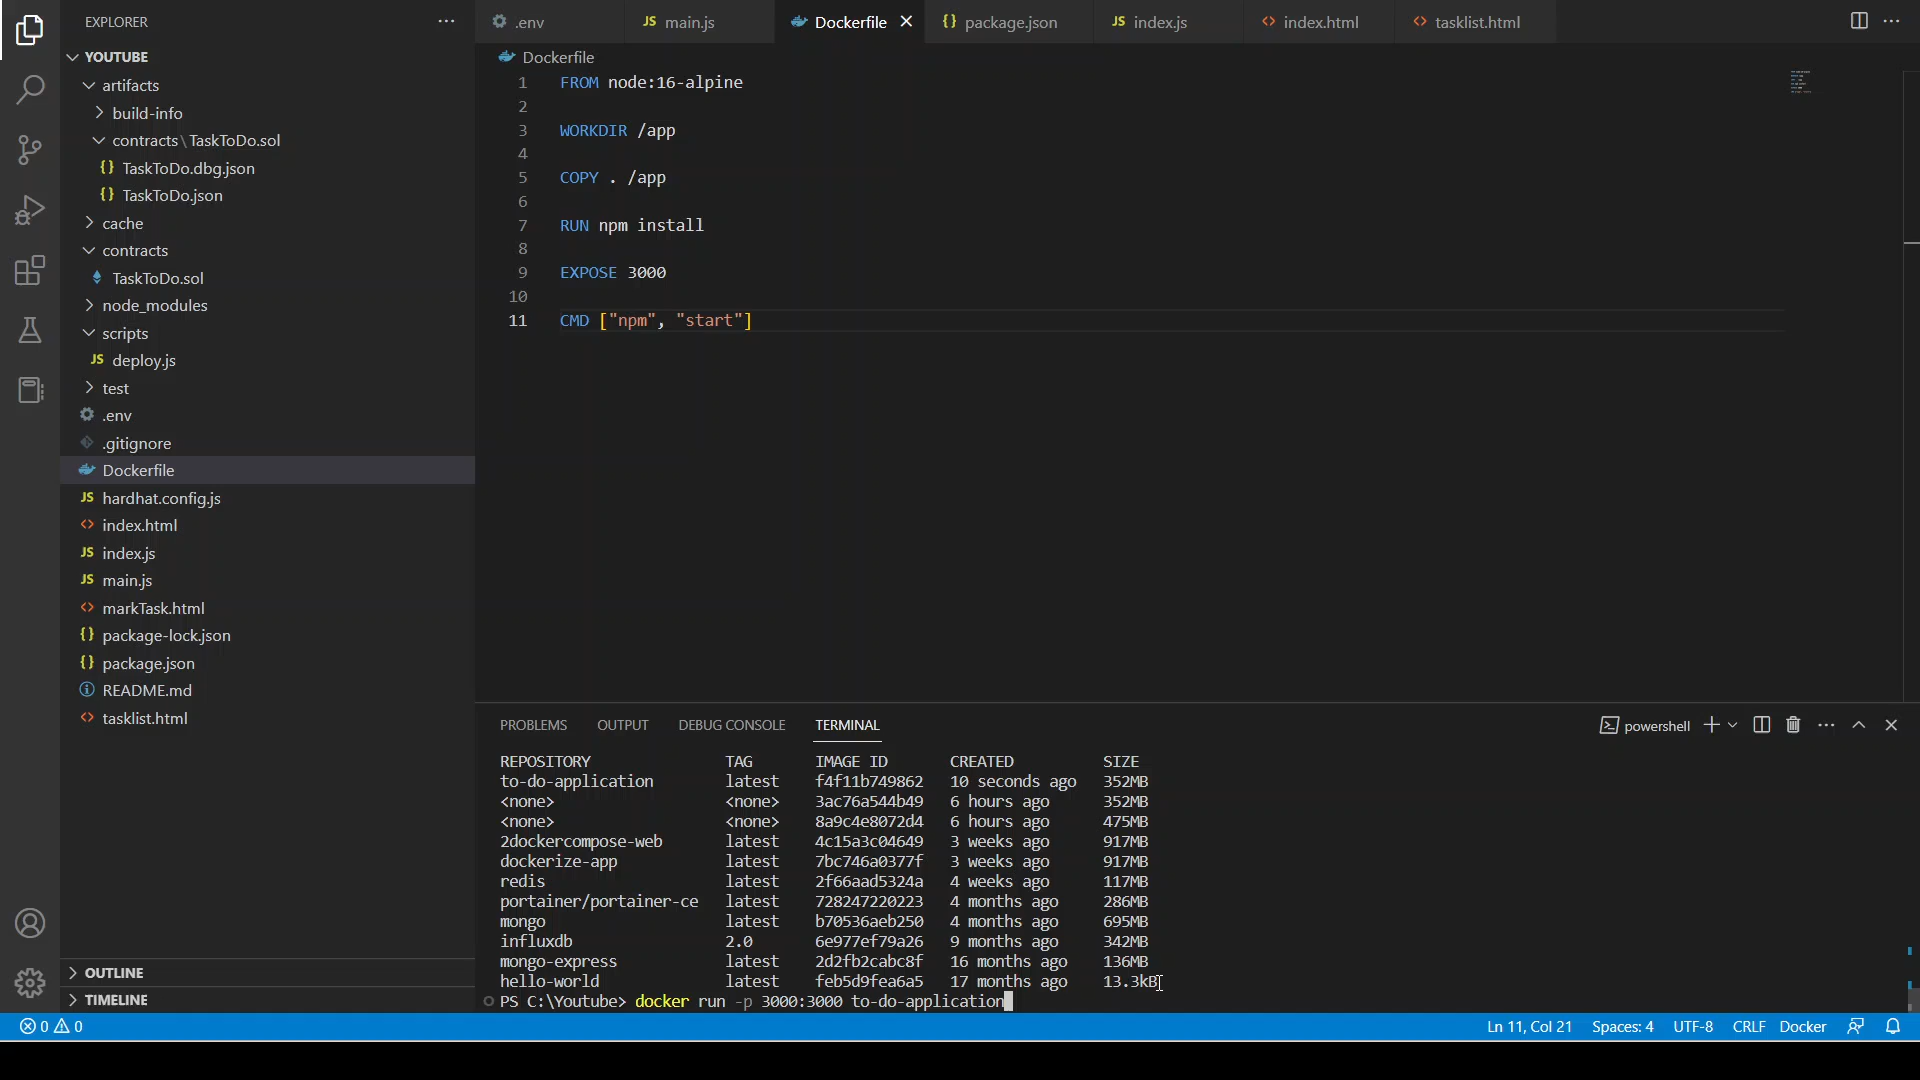 EXPLORER
YOUTUBE
artifacts
build-info
contracts\TaskToDo.sol
{} TaskToDo.dbg.json
{} TaskToDo.json
cache
contracts
TaskToDo.sol
node_modules
scripts
JS deploy.js
test
.env
.gitignore
Dockerfile
JS hardhat.config.js
<> index.html
JS index.js
JS main.js
<> markTask.html
{} package-lock.json
{} package.json
README.md
<> tasklist.html
OUTLINE
TIMELINE
.env
JS main.js
Dockerfile
{} package.json
JS index.js
<> index.html
<> tasklist.html
Dockerfile
1 FROM node:16-alpine
2
3 WORKDIR /app
4
5 COPY . /app
6
7 RUN npm install
8
9 EXPOSE 3000
10
11 CMD ["npm", "start"]
PROBLEMS OUTPUT DEBUG CONSOLE TERMINAL
powershell
REPOSITORY TAG IMAGE ID CREATED SIZE
to-do-application latest f4f11b749862 10 seconds ago 352MB
<none> <none> 3ac76a544b49 6 hours ago 352MB
<none> <none> 8a9c4e8072d4 6 hours ago 475MB
2dockercompose-web latest 4c15a3c04649 3 weeks ago 917MB
dockerize-app latest 7bc746a0377f 3 weeks ago 917MB
redis latest 2f66aad5324a 4 weeks ago 117MB
portainer/portainer-ce latest 728247220223 4 months ago 286MB
mongo latest b70536aeb250 4 months ago 695MB
influxdb 2.0 6e977ef79a26 9 months ago 342MB
mongo-express latest 2d2fb2cabc8f 16 months ago 136MB
hello-world latest feb5d9fea6a5 17 months ago 13.3kB
PS C:\Youtube> docker run -p 3000:3000 to-do-application
0 0
Ln 11, Col 21 Spaces: 4 UTF-8 CRLF Docker